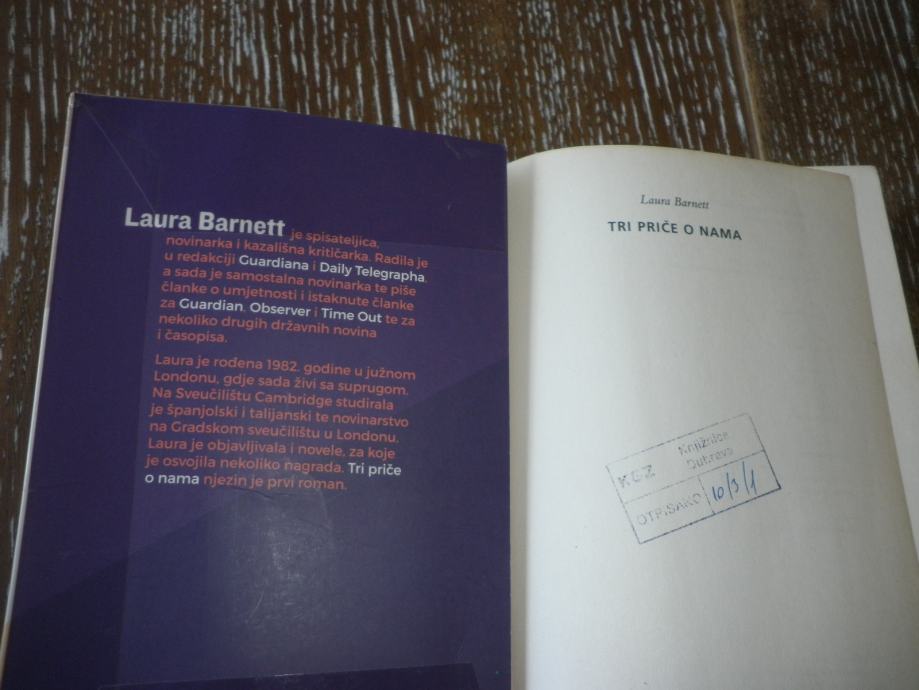 Laura Barnett je spisateljica,
novinarka i kazališna kritičarka. Radila je
u redakciji Guardiana i Daily Telegrapha,
a sada je samostalna novinarka te piše
članke o umjetnosti i istaknute članke
za Guardian, Observer i Time Out te za
nekoliko drugih državnih novina
i časopisa.
Laura je rođena 1982. godine u južnom
Londonu, gdje sada živi sa suprugom.
Na Sveučilištu Cambridge studirala
je španjolski i talijanski te novinarstvo
na Gradskom sveučilištu u Londonu.
Laura je objavljivala i novele, za koje
je osvojila nekoliko nagrada. Tri priče
o nama njezin je prvi roman.
Laura Barnett
TRI PRIČE O NAMA
KGZ Knjižnica
Dubrava
OTPISANO 10/3/1